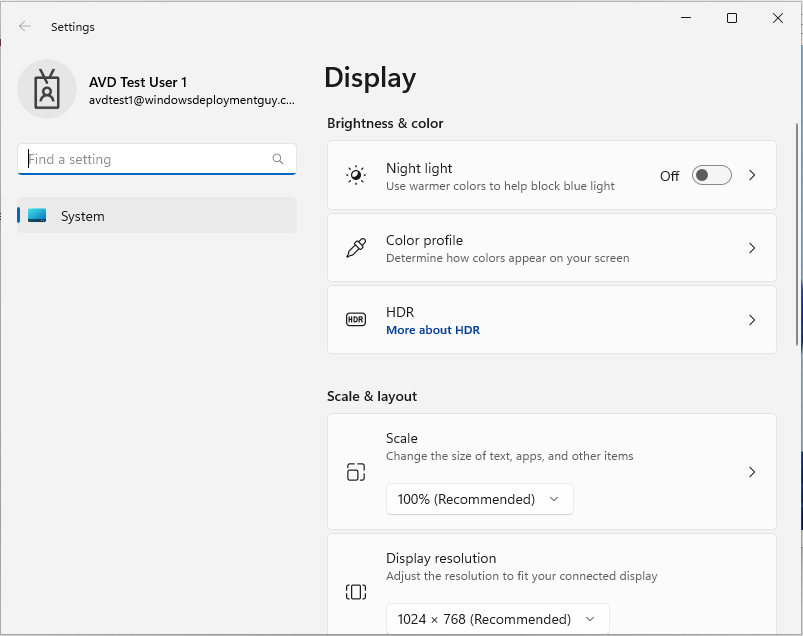 Settings
AVD Test User 1
avdtest1@windowsdeploymentguy.c...
Find a setting
System
Display
Brightness & color
Night light
Use warmer colors to help block blue light
Off
Color profile
Determine how colors appear on your screen
HDR
HDR
More about HDR
Scale & layout
Scale
Change the size of text, apps, and other items
100% (Recommended)
Display resolution
Adjust the resolution to fit your connected display
1024 × 768 (Recommended)